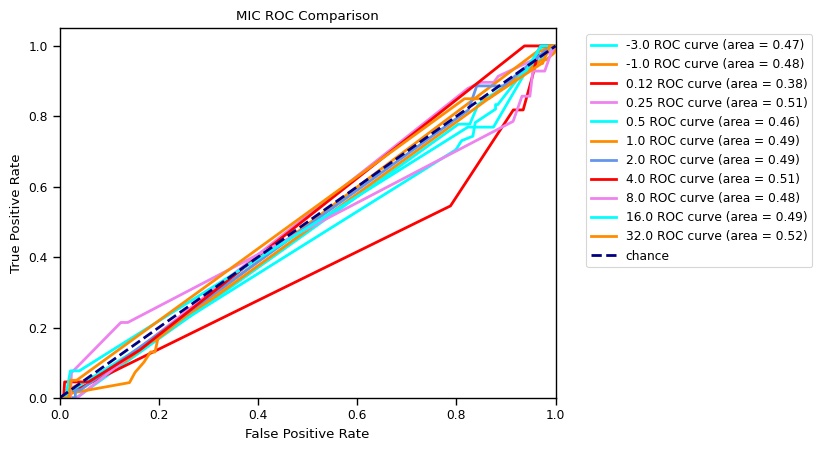 MIC ROC Comparison
True Positive Rate
1.0
0.8
0.6
0.4
0.2
0.0
0.0 0.2 0.4 0.6 0.8 1.0
False Positive Rate
-3.0 ROC curve (area = 0.47)
-1.0 ROC curve (area = 0.48)
0.12 ROC curve (area = 0.38)
0.25 ROC curve (area = 0.51)
0.5 ROC curve (area = 0.46)
1.0 ROC curve (area = 0.49)
2.0 ROC curve (area = 0.49)
4.0 ROC curve (area = 0.51)
8.0 ROC curve (area = 0.48)
16.0 ROC curve (area = 0.49)
32.0 ROC curve (area = 0.52)
chance